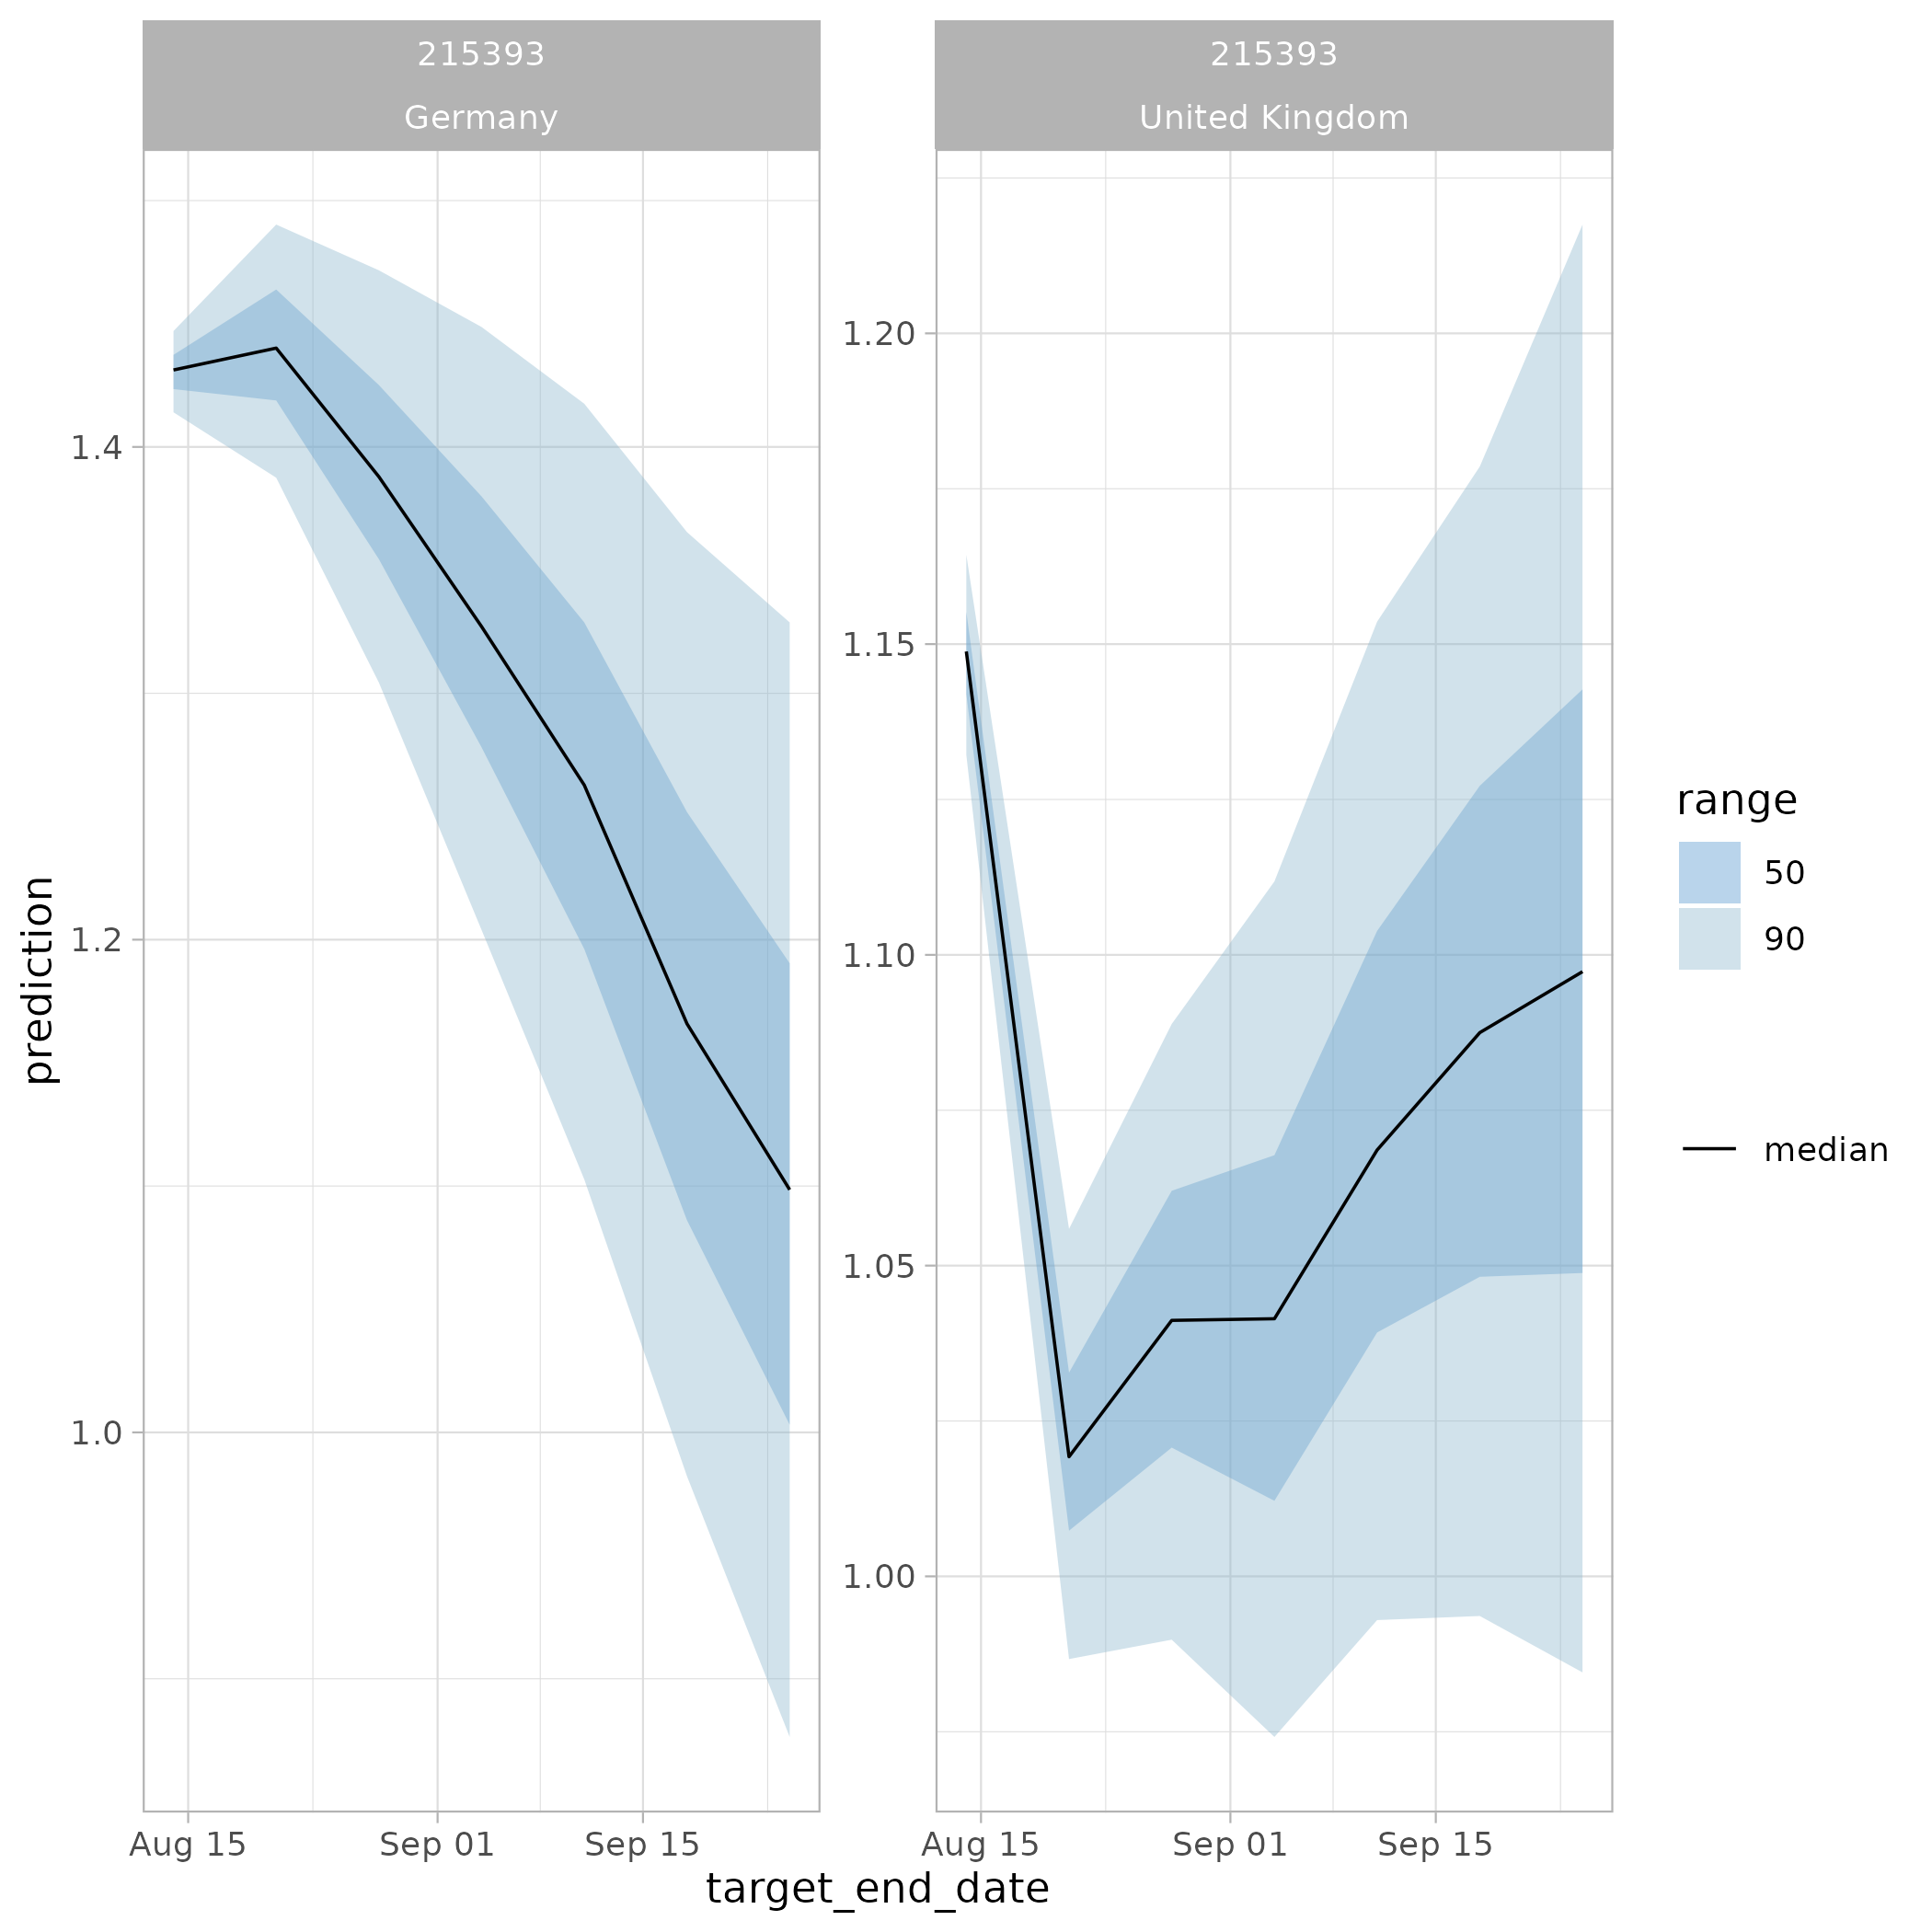 215393
Germany
215393
United Kingdom
prediction
1.4
1.2
1.0
1.20
1.15
1.10
1.05
1.00
Aug 15
Sep 01
Sep 15
Aug 15
Sep 01
Sep 15
target_end_date
range
50
90
median